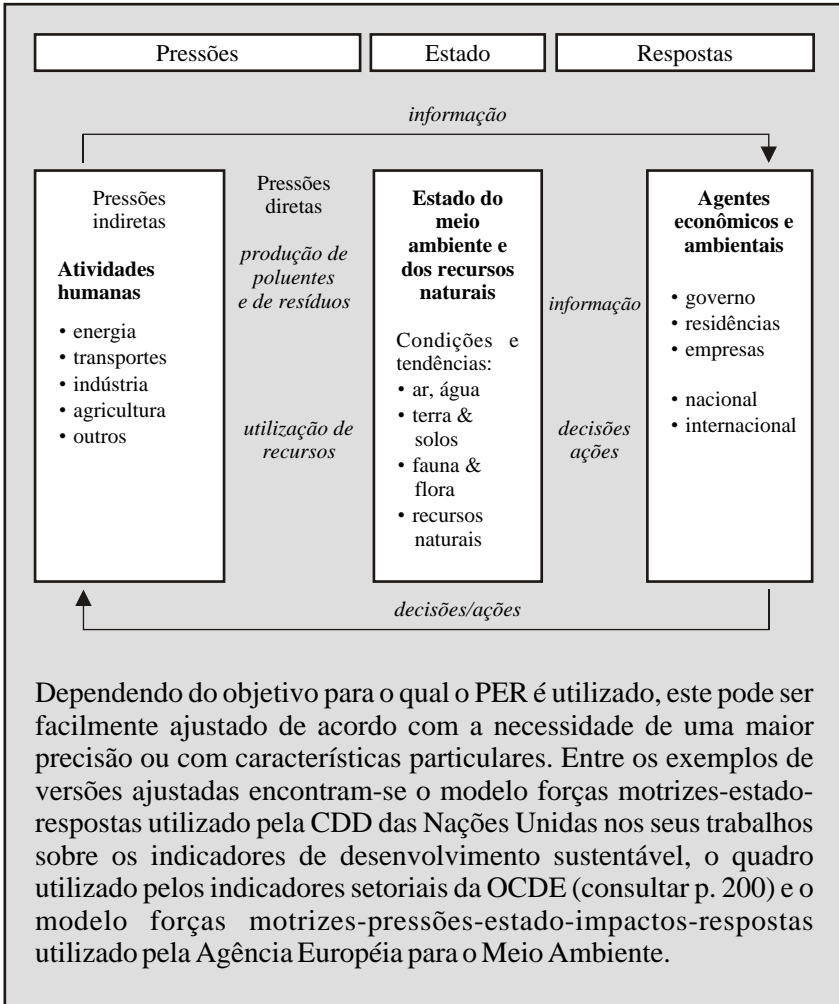 Pressões
Estado
Respostas
informação
Pressões
indiretas
Atividades
humanas
• energia
• transportes
• indústria
• agricultura
• outros
Pressões
diretas
produção de
poluentes
e de resíduos
utilização de
recursos
Estado do
meio
ambiente e
dos recursos
naturais
Condições e
tendências:
• ar, água
• terra &
solos
• fauna &
flora
• recursos
naturais
informação
decisões
ações
Agentes
econômicos e
ambientais
• governo
• residências
• empresas
• nacional
• internacional
decisões/ações
Dependendo do objetivo para o qual o PER é utilizado, este pode ser
facilmente ajustado de acordo com a necessidade de uma maior
precisão ou com características particulares. Entre os exemplos de
versões ajustadas encontram-se o modelo forças motrizes-estado-
respostas utilizado pela CDD das Nações Unidas nos seus trabalhos
sobre os indicadores de desenvolvimento sustentável, o quadro
utilizado pelos indicadores setoriais da OCDE (consultar p. 200) e o
modelo forças motrizes-pressões-estado-impactos-respostas
utilizado pela Agência Européia para o Meio Ambiente.